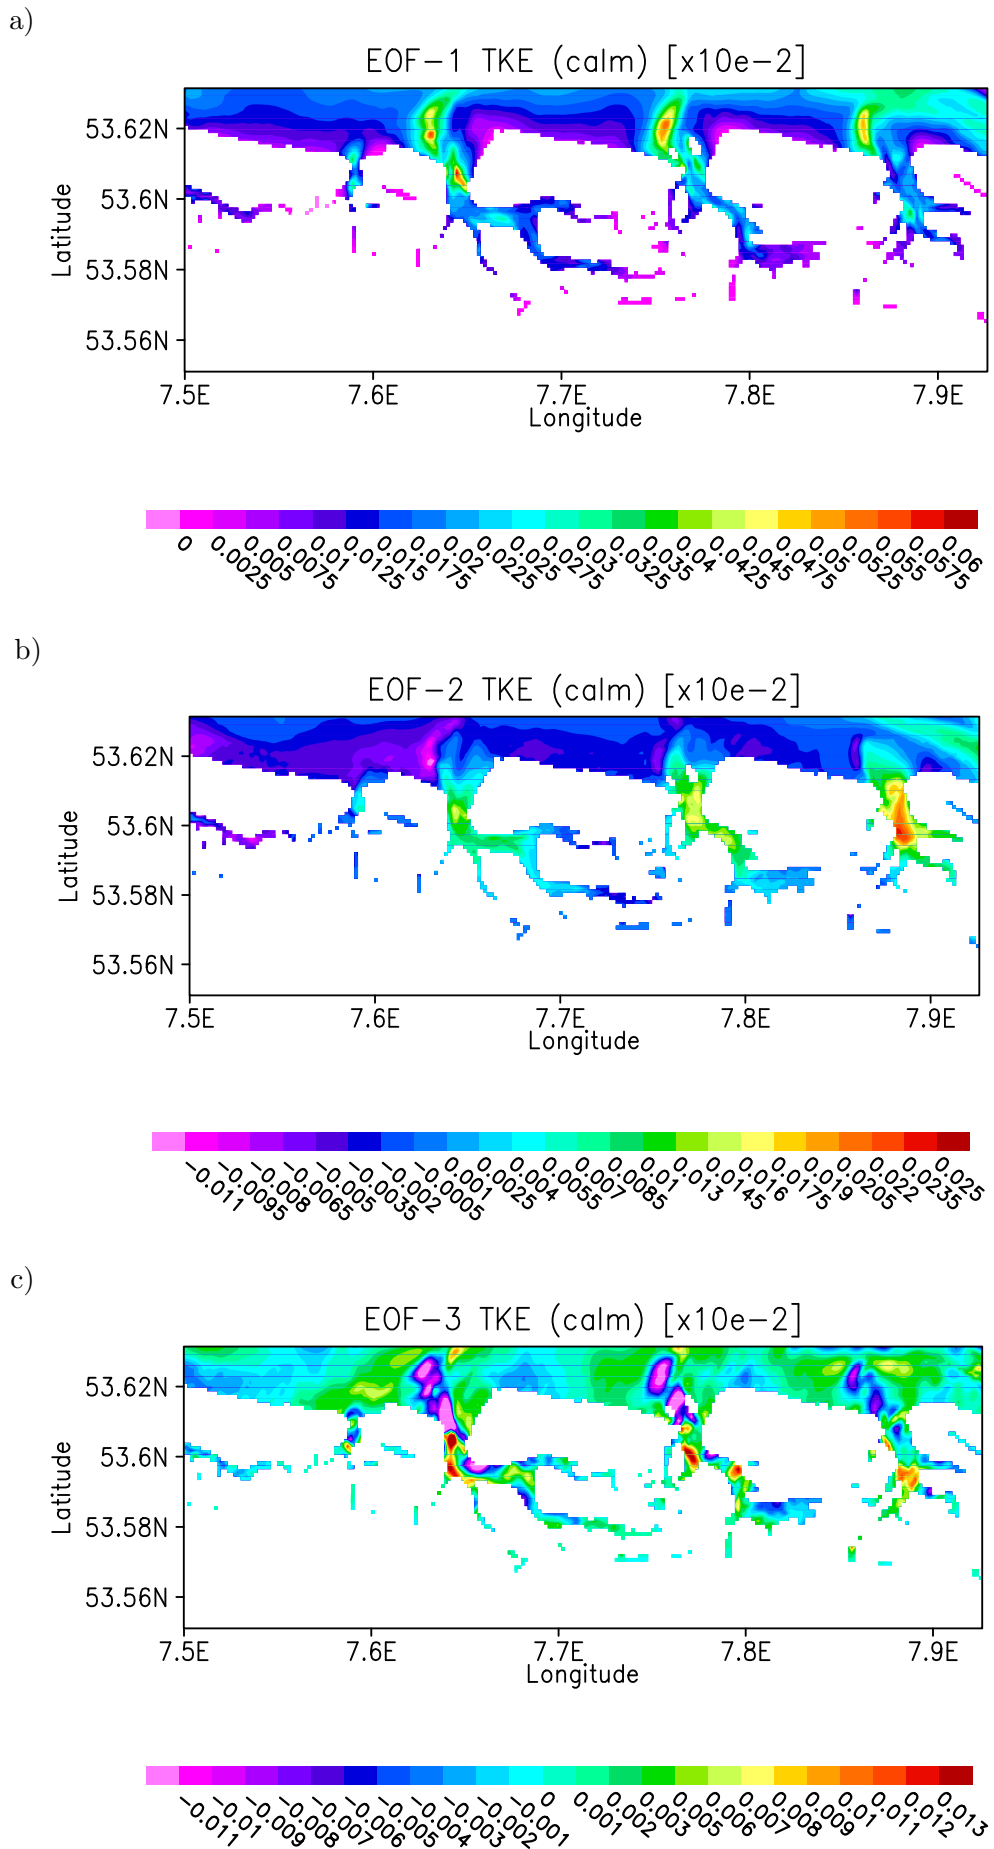 a)
EOF-1 TKE (calm) [x10e-2]
53.62N
53.6N
53.58N
53.56N
Latitude
7.5E 7.6E 7.7E 7.8E 7.9E
Longitude
0 0.0025 0.005 0.0075 0.01 0.0125 0.015 0.0175 0.02 0.0225 0.025 0.0275 0.03 0.0325 0.035 0.04 0.0425 0.045 0.0475 0.05 0.0525 0.055 0.0575 0.06
b)
EOF-2 TKE (calm) [x10e-2]
53.62N
53.6N
53.58N
53.56N
Latitude
7.5E 7.6E 7.7E 7.8E 7.9E
Longitude
-0.011 -0.0095 -0.008 -0.0065 -0.005 -0.0035 -0.002 -0.0005 0.001 0.0025 0.004 0.0055 0.007 0.0085 0.01 0.013 0.0145 0.016 0.0175 0.019 0.0205 0.022 0.0235 0.025
c)
EOF-3 TKE (calm) [x10e-2]
53.62N
53.6N
53.58N
53.56N
Latitude
7.5E 7.6E 7.7E 7.8E 7.9E
Longitude
-0.011 -0.01 -0.009 -0.008 -0.007 -0.006 -0.005 -0.004 -0.003 -0.002 -0.001 0 0.001 0.002 0.003 0.005 0.006 0.007 0.008 0.009 0.01 0.011 0.012 0.013